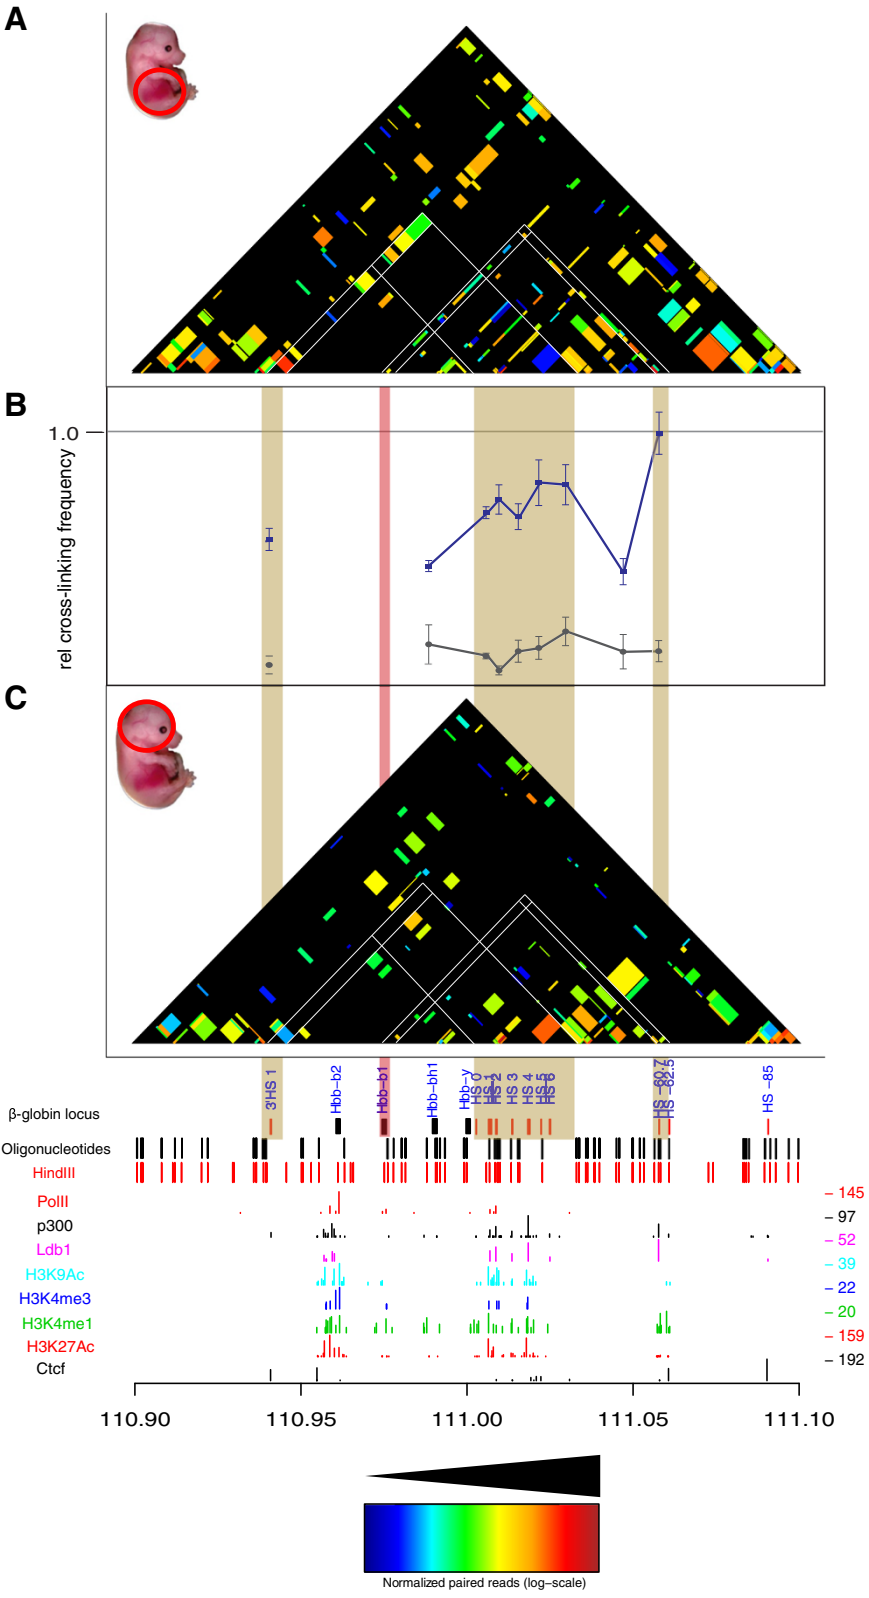 A
B
1.0
rel cross-linking frequency
C
3'HS 1
Hbb-b2
Hbb-b1
Hbb-bh1
Hbb-y
HS 0
HS 1
HS 2
HS 3
HS 4
HS 5
HS 6
HS -60.7
HS -62.5
HS -85
β-globin locus
Oligonucleotides
HindIII
PolII
- 145
p300
- 97
Ldb1
- 52
H3K9Ac
- 39
H3K4me3
- 22
H3K4me1
- 20
H3K27Ac
- 159
Ctcf
- 192
110.90 110.95 111.00 111.05 111.10
Normalized paired reads (log-scale)